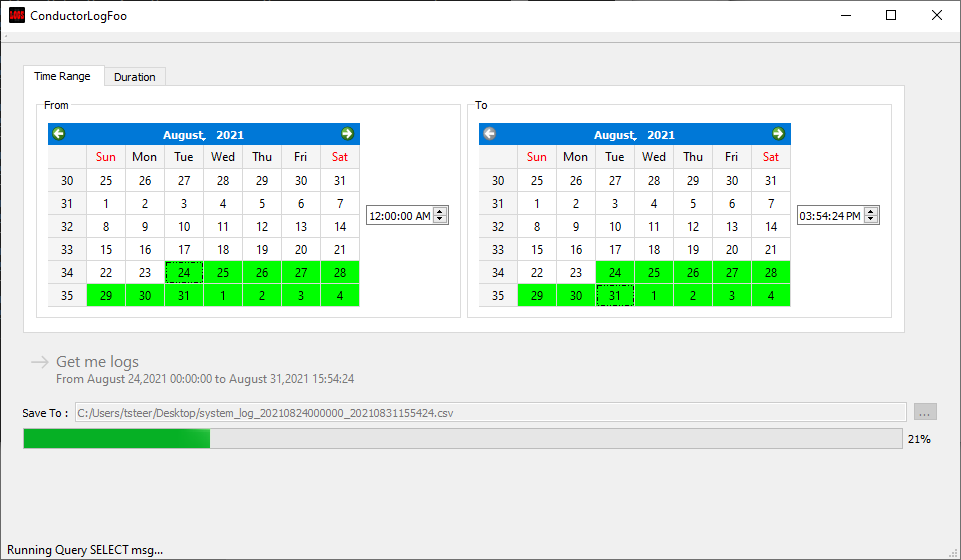 ConductorLogFoo
Time Range Duration
From
August, 2021
Sun Mon Tue Wed Thu Fri Sat
30 25 26 27 28 29 30 31
31 1 2 3 4 5 6 7
32 8 9 10 11 12 13 14
33 15 16 17 18 19 20 21
34 22 23 24 25 26 27 28
35 29 30 31 1 2 3 4
12:00:00 AM
To
August, 2021
Sun Mon Tue Wed Thu Fri Sat
30 25 26 27 28 29 30 31
31 1 2 3 4 5 6 7
32 8 9 10 11 12 13 14
33 15 16 17 18 19 20 21
34 22 23 24 25 26 27 28
35 29 30 31 1 2 3 4
03:54:24 PM
Get me logs
From August 24,2021 00:00:00 to August 31,2021 15:54:24
Save To : C:/Users/tsteer/Desktop/system_log_20210824000000_20210831155424.csv ...
21%
Running Query SELECT msg...